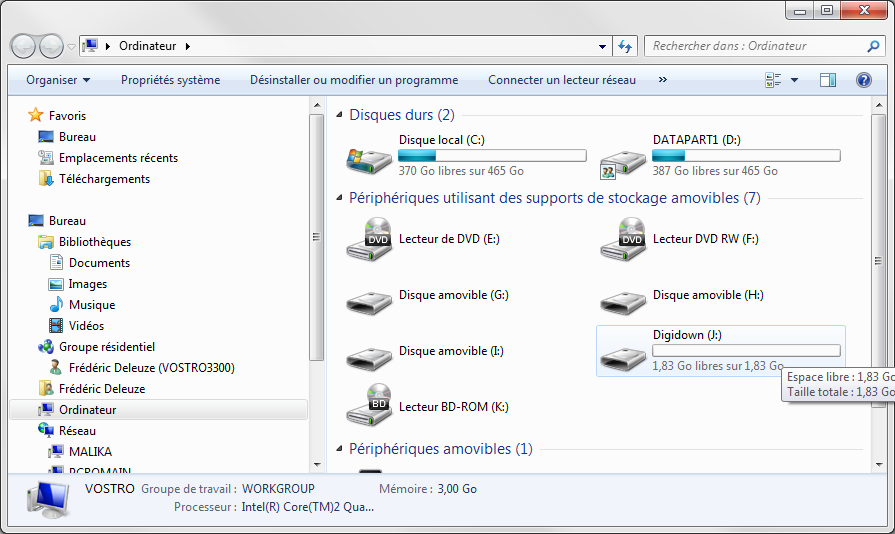 Ordinateur
Rechercher dans : Ordinateur
Organiser
Propriétés système
Désinstaller ou modifier un programme
Connecter un lecteur réseau
»
?
Favoris
Bureau
Emplacements récents
Téléchargements
Bureau
Bibliothèques
Documents
Images
Musique
Vidéos
Groupe résidentiel
Frédéric Deleuze (VOSTRO3300)
Frédéric Deleuze
Ordinateur
Réseau
MALIKA
PCROMAIN
Disques durs (2)
Disque local (C:)
370 Go libres sur 465 Go
DATAPART1 (D:)
387 Go libres sur 465 Go
Périphériques utilisant des supports de stockage amovibles (7)
DVD
Lecteur de DVD (E:)
DVD
Lecteur DVD RW (F:)
Disque amovible (G:)
Disque amovible (H:)
Disque amovible (I:)
Digidown (J:)
1,83 Go libres sur 1,83 Go
Espace libre : 1,83 Go
Taille totale : 1,83 Go
BD
Lecteur BD-ROM (K:)
Périphériques amovibles (1)
VOSTRO Groupe de travail : WORKGROUP Mémoire : 3,00 Go
Processeur : Intel(R) Core(TM)2 Qua...